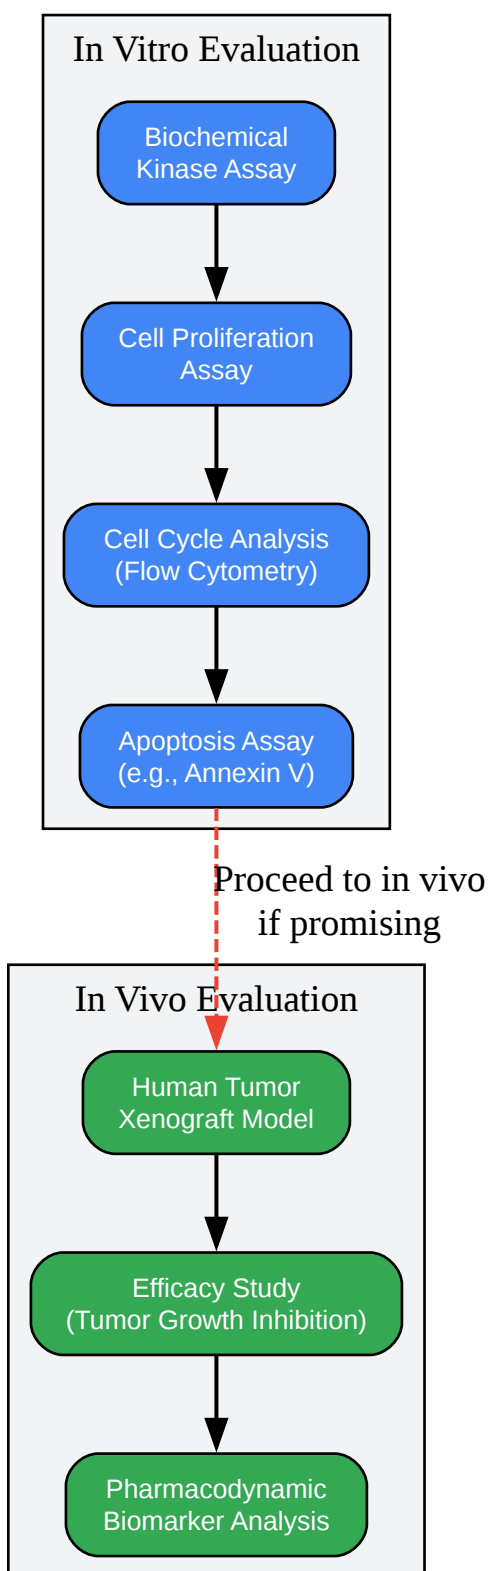 In Vitro Evaluation
Biochemical
Kinase Assay
Cell Proliferation
Assay
Cell Cycle Analysis
(Flow Cytometry)
Apoptosis Assay
(e.g., Annexin V)
Proceed to in vivo
if promising
In Vivo Evaluation
Human Tumor
Xenograft Model
Efficacy Study
(Tumor Growth Inhibition)
Pharmacodynamic
Biomarker Analysis